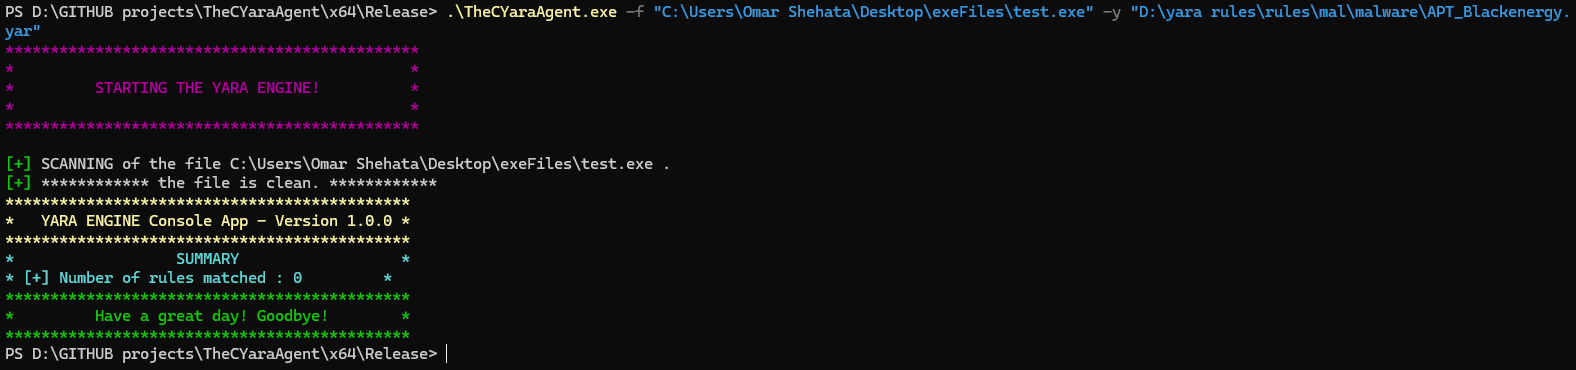 PS D:\GITHUB projects\TheCYaraAgent\x64\Release> .\TheCYaraAgent.exe -f "C:\Users\Omar Shehata\Desktop\exeFiles\test.exe" -y "D:\yara rules\rules\mal\malware\APT_Blackenergy.
yar"
**********************************************
*                                            *
*         STARTING THE YARA ENGINE!          *
*                                            *
**********************************************
[+] SCANNING of the file C:\Users\Omar Shehata\Desktop\exeFiles\test.exe .
[+] ************ the file is clean. ************
*********************************************
*   YARA ENGINE Console App - Version 1.0.0 *
*********************************************
*                  SUMMARY                  *
* [+] Number of rules matched : 0         *
*********************************************
*         Have a great day! Goodbye!        *
*********************************************
PS D:\GITHUB projects\TheCYaraAgent\x64\Release>